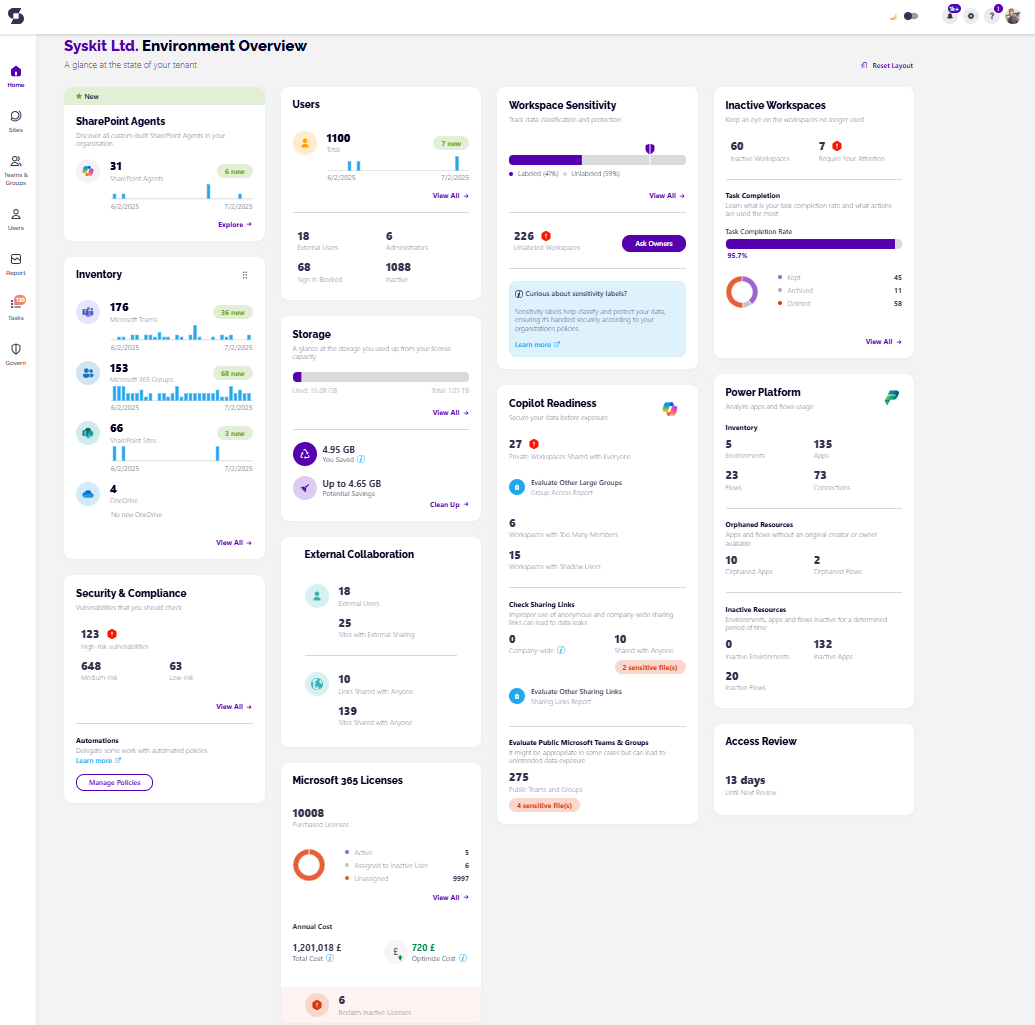 1k+
1
Syskit Ltd. Environment Overview
A glance at the state of your tenant
Reset Layout
Home
Sites
Teams &
Groups
Users
Report
130
Tasks
Govern
New
SharePoint Agents
Discover all custom-built SharePoint Agents in your
organization.
31
SharePoint Agents
6 new
6/2/2025
7/2/2025
Explore
Inventory
176
Microsoft Teams
36 new
6/2/2025
7/2/2025
153
Microsoft 365 Groups
68 new
6/2/2025
7/2/2025
66
SharePoint Sites
3 new
6/2/2025
7/2/2025
4
OneDrive
No new OneDrive
View All
Security & Compliance
Vulnerabilities that you should check
123
High-risk vulnerabilities
648
Medium-risk
63
Low-risk
View All
Automations
Delegate some work with automated policies
Learn more
Manage Policies
Users
1100
Total
7 new
6/2/2025
7/2/2025
View All
18
External Users
6
Administrators
68
Sign In Blocked
1088
Inactive
Storage
A glance at the storage you used up from your license
capacity
Used: 55.08 GB
Total: 1.03 TB
View All
4.95 GB
You Saved
Up to 4.65 GB
Potential Savings
Clean Up
External Collaboration
18
External Users
25
Sites with External Sharing
10
Links Shared with Anyone
139
Sites Shared with Anyone
Microsoft 365 Licenses
10008
Purchased Licenses
Active 5
Assigned to Inactive User 6
Unassigned 9997
View All
Annual Cost
1,201,018 £
Total Cost
£
720 £
Optimize Cost
6
Reclaim Inactive Licenses
Workspace Sensitivity
Track data classification and protection
Labeled (41%)
Unlabeled (59%)
View All
226
Unlabeled Workspaces
Ask Owners
Curious about sensitivity labels?
Sensitivity labels help classify and protect your data,
ensuring it's handled securely according to your
organization's policies.
Learn more
Copilot Readiness
Secure your data before exposure
27
Private Workspaces Shared with Everyone
Evaluate Other Large Groups
Group Access Report
6
Workspaces with Too Many Members
15
Workspaces with Shadow Users
Check Sharing Links
Improper use of anonymous and company-wide sharing
links can lead to data leaks
0
Company-wide
10
Shared with Anyone
2 sensitive file(s)
Evaluate Other Sharing Links
Sharing Links Report
Evaluate Public Microsoft Teams & Groups
It might be appropriate in some cases but can lead to
unintended data exposure
275
Public Teams and Groups
4 sensitive file(s)
Inactive Workspaces
Keep an eye on the workspaces no longer used
60
Inactive Workspaces
7
Require Your Attention
Task Completion
Learn what is your task completion rate and what actions
are used the most
Task Completion Rate
95.7%
Kept 45
Archived 11
Deleted 58
View All
Power Platform
Analyze apps and flows usage
Inventory
5
Environments
135
Apps
23
Flows
73
Connections
Orphaned Resources
Apps and flows without an original creator or owner
available
10
Orphaned Apps
2
Orphaned Flows
Inactive Resources
Environments, apps and flows inactive for a determined
period of time
0
Inactive Environments
132
Inactive Apps
20
Inactive Flows
Access Review
13 days
Until Next Review